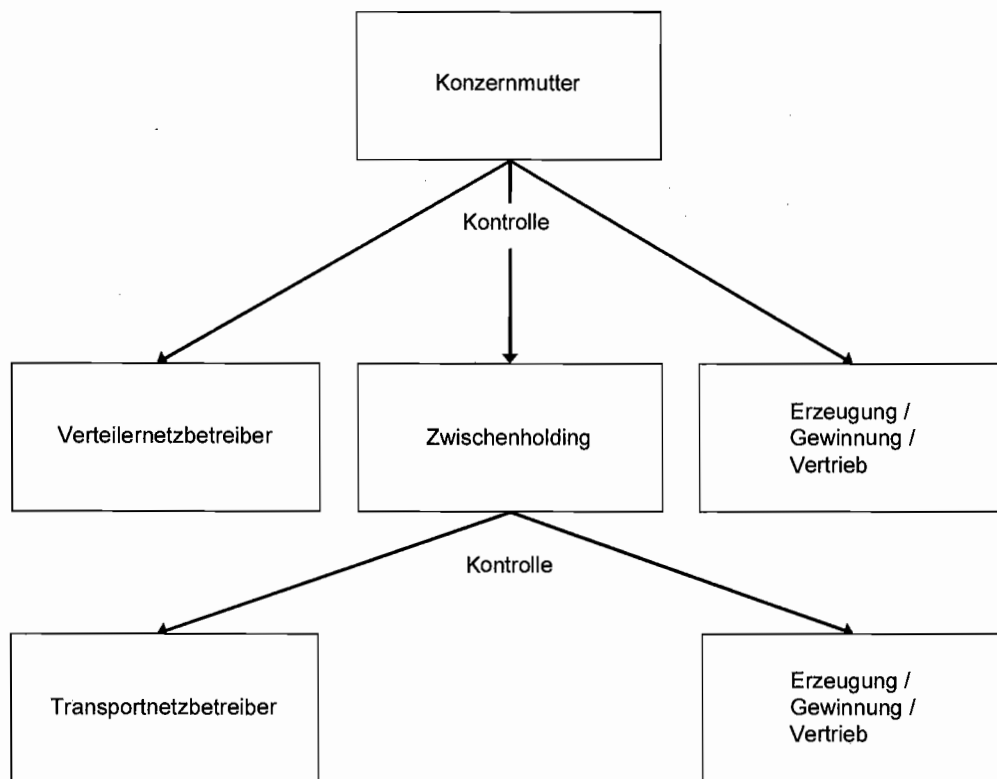 Konzernmutter
Kontrolle
Verteilernetzbetreiber
Zwischenholding
Erzeugung /
Gewinnung /
Vertrieb
Kontrolle
Transportnetzbetreiber
Erzeugung /
Gewinnung /
Vertrieb